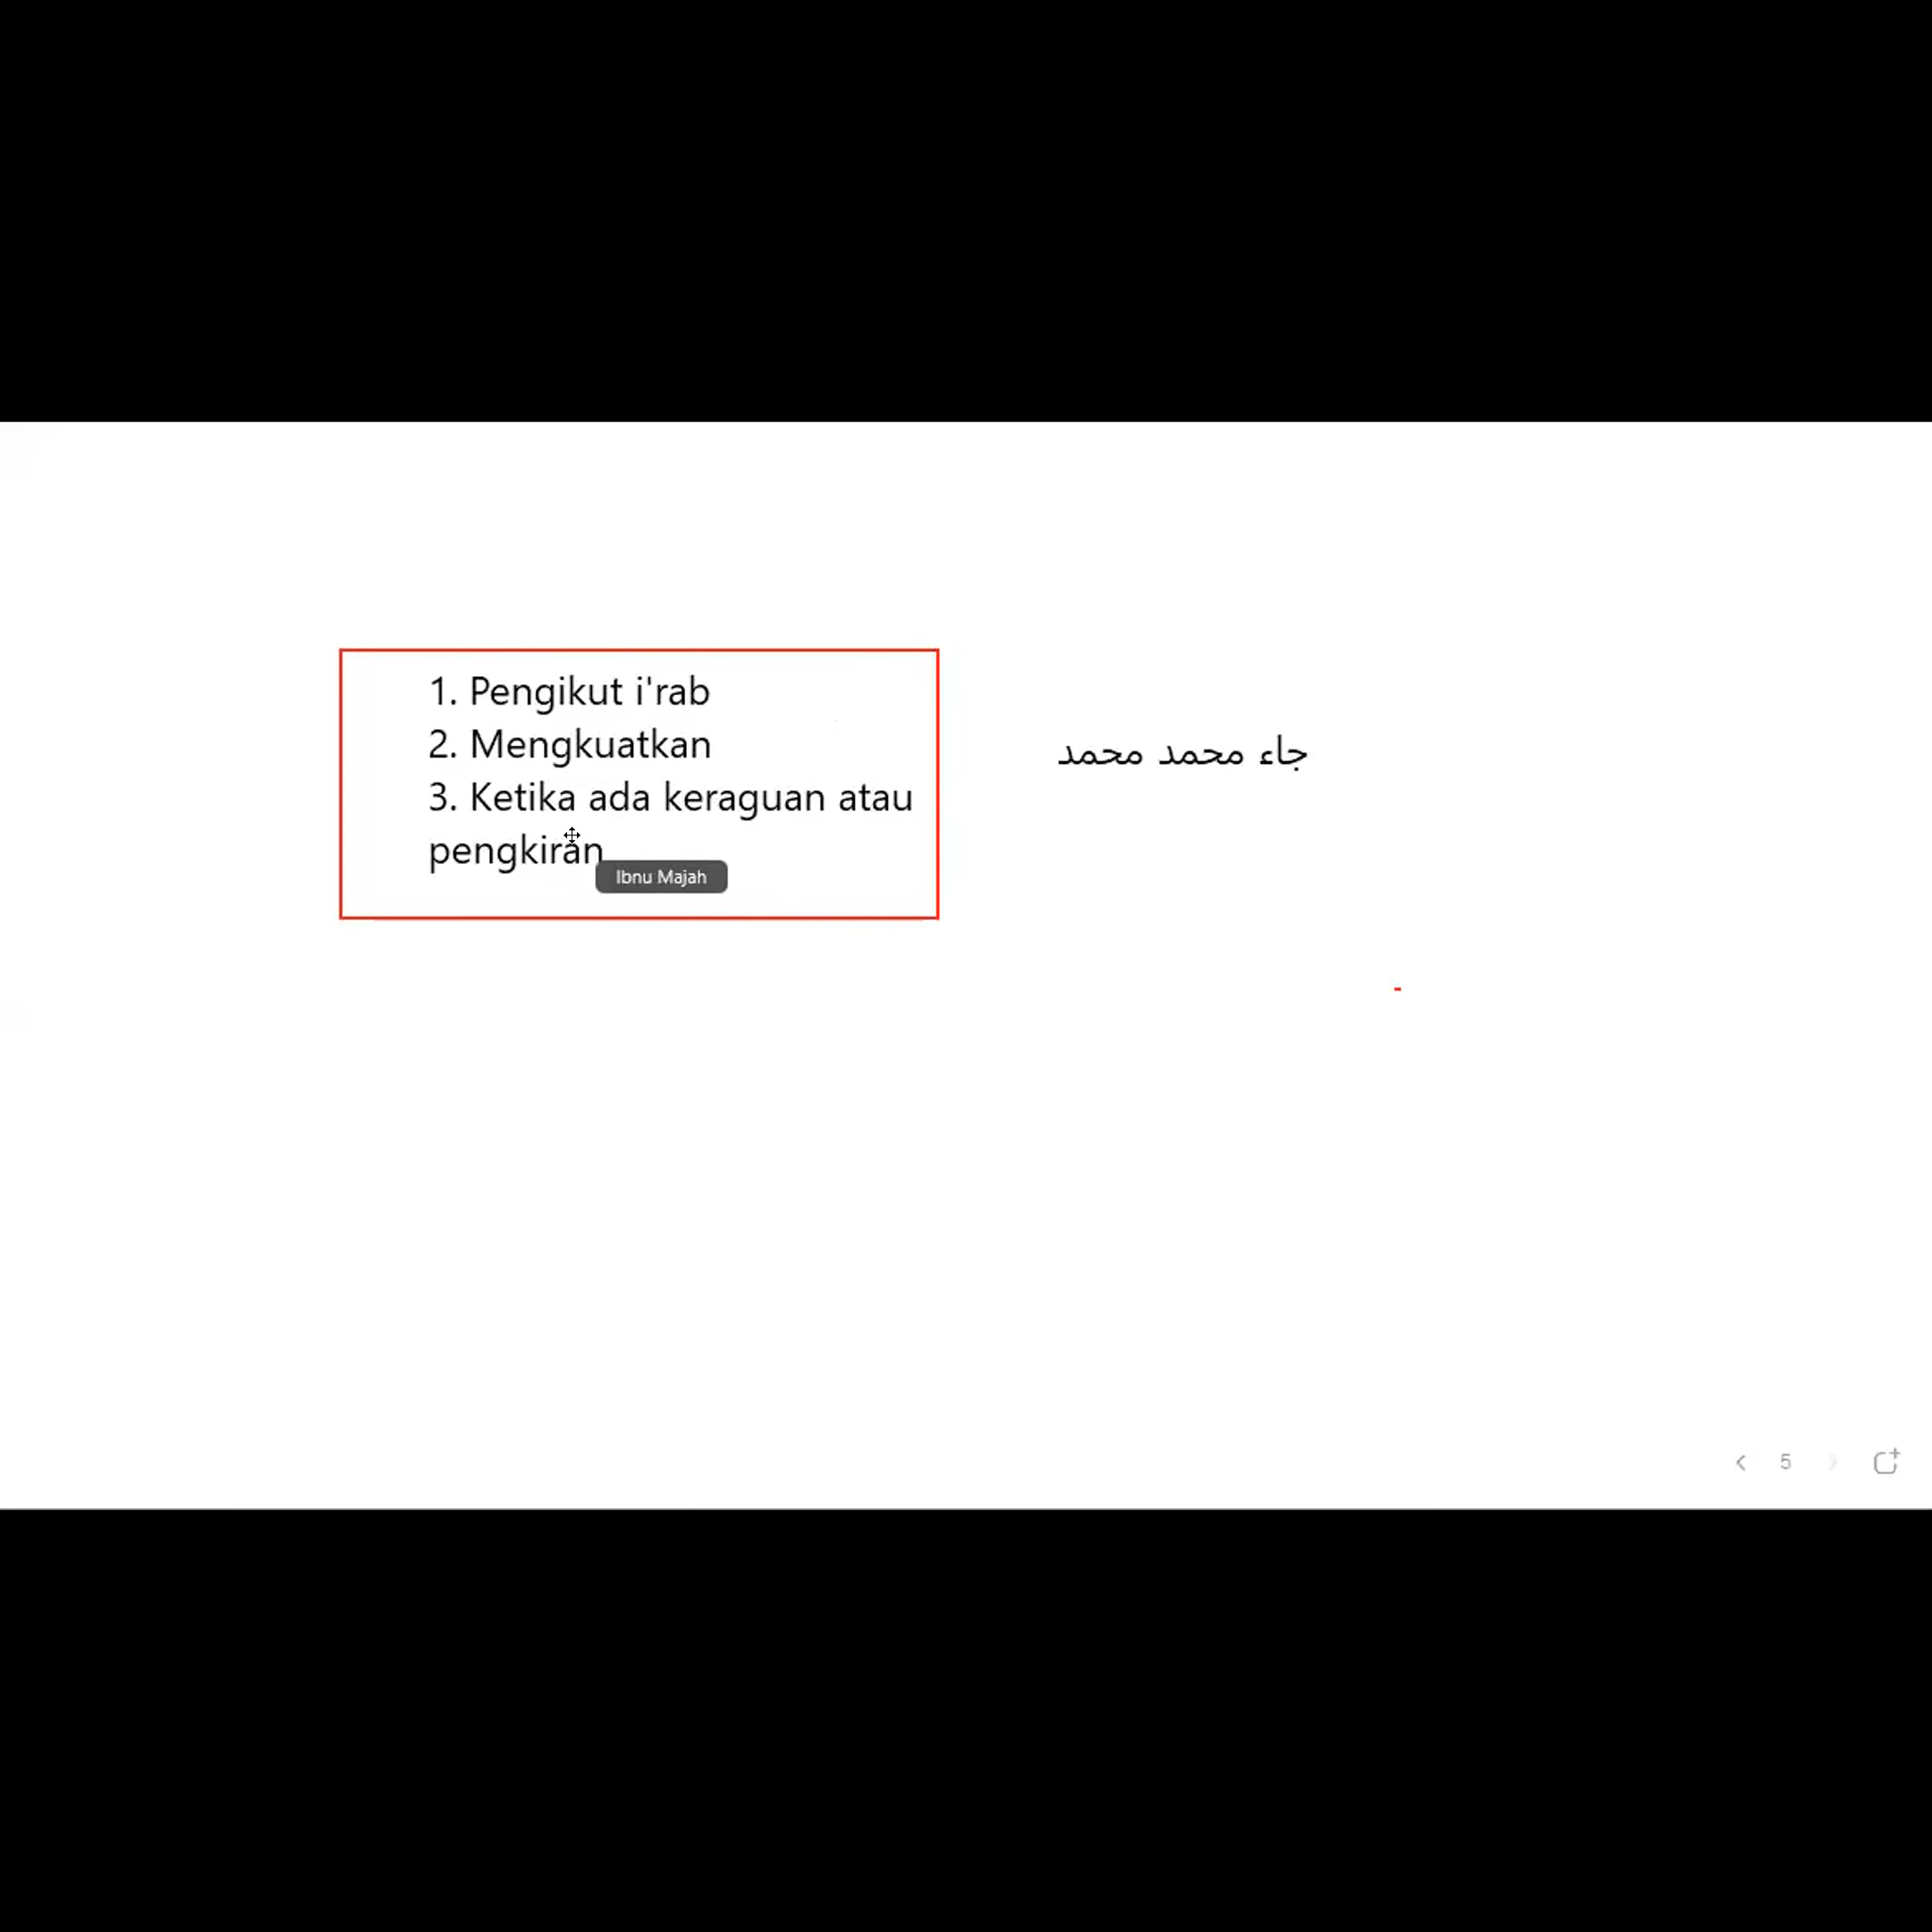 1. Pengikut i'rab
2. Mengkuatkan
3. Ketika ada keraguan atau
pengkiran
Ibnu Majah
جاء محمد محمد
5